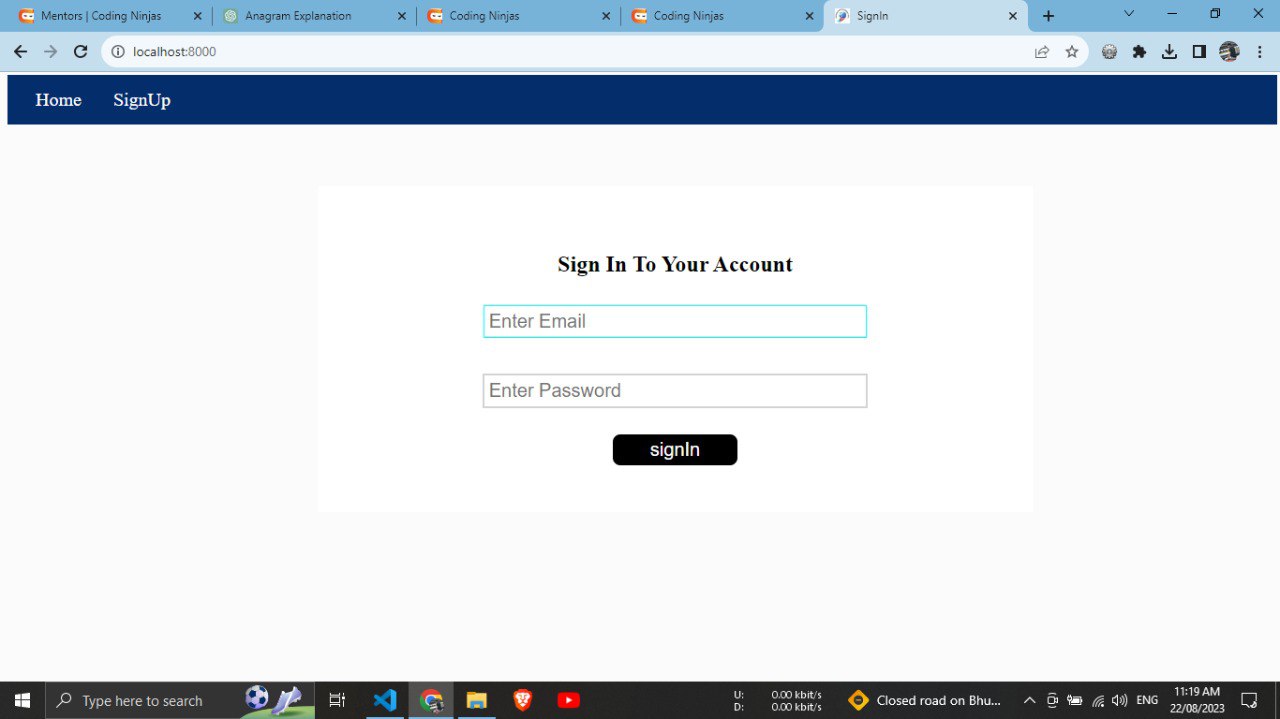 Mentors | Coding Ninjas
Anagram Explanation
Coding Ninjas
Coding Ninjas
SignIn
localhost:8000
Home SignUp
Sign In To Your Account
Enter Email
Enter Password
signIn
Type here to search
U: 0.00 kbit/s
D: 0.00 kbit/s
Closed road on Bhu...
ENG
11:19 AM
22/08/2023